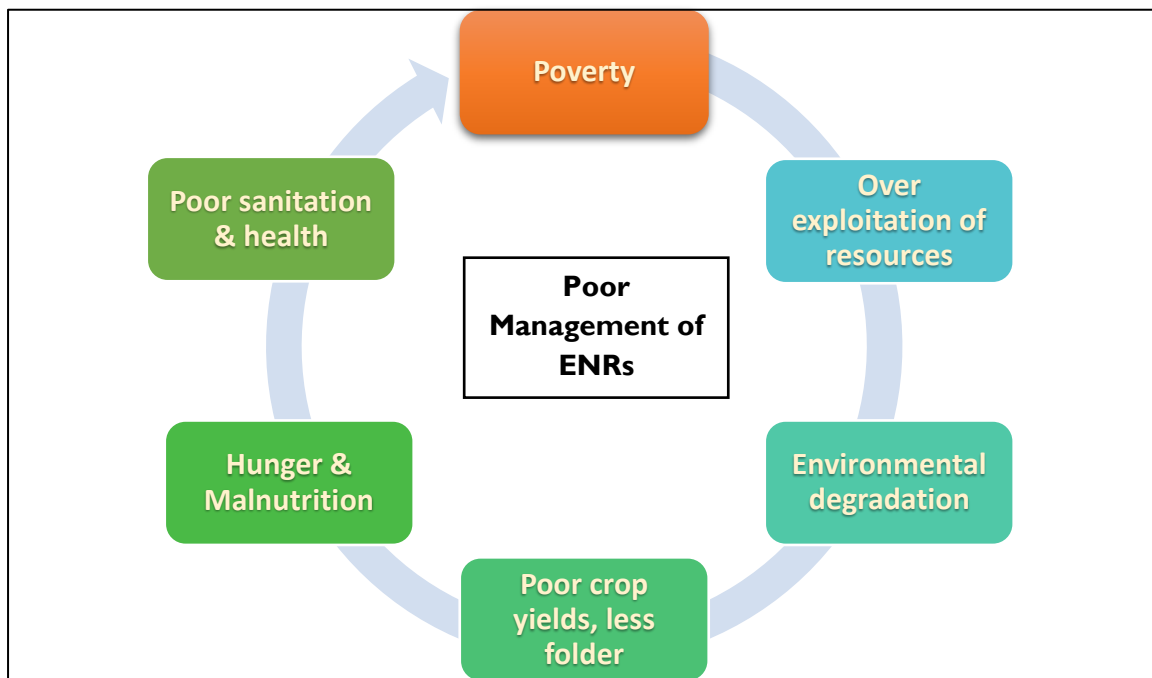 Poverty
Over
exploitation of
resources
Environmental
degradation
Poor crop
yields, less
folder
Hunger &
Malnutrition
Poor sanitation
& health
Poor
Management of
ENRs